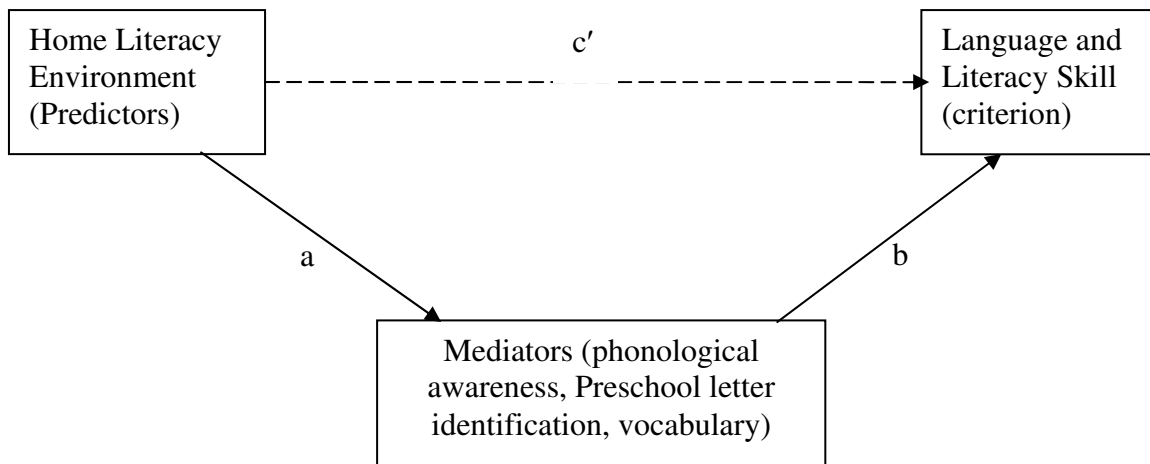 Home Literacy
Environment
(Predictors)
c′
Language and
Literacy Skill
(criterion)
a
b
Mediators (phonological
awareness, Preschool letter
identification, vocabulary)